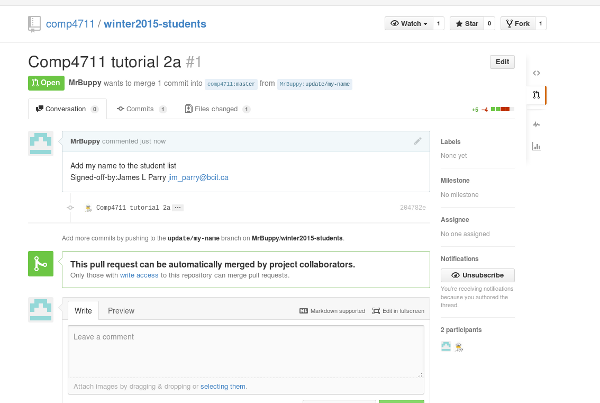 comp4711 / winter2015-students
Watch 1 Star 0 Fork 1
Comp4711 tutorial 2a #1
Edit
Open MrBuppy wants to merge 1 commit into comp4711:master from MrBuppy:update/my-name
Conversation 0 Commits 1 Files changed 1
+6 −4
MrBuppy commented just now
Add my name to the student list
Signed-off-by:James L Parry jim_parry@bcit.ca
Comp4711 tutorial 2a
Add more commits by pushing to the update/my-name branch on MrBuppy/winter2015-students.
This pull request can be automatically merged by project collaborators.
Only those with write access to this repository can merge pull requests.
Write Preview
Markdown supported Edit in fullscreen
Leave a comment
Attach images by dragging & dropping or selecting them.
Labels
None yet
Milestone
No milestone
Assignee
No one assigned
Notifications
Unsubscribe
You're receiving notifications
because you authored the
thread.
2 participants